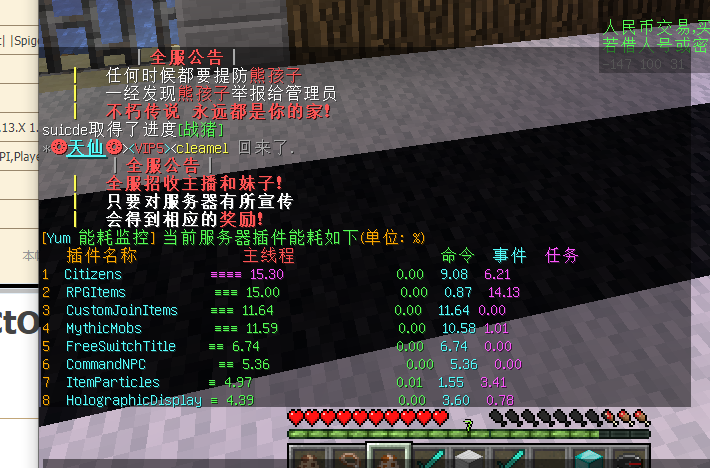 人民币交易,买
若借人号或密
-147 100 31
t| |Spig
| 全服公告 |
| 任何时候都要提防熊孩子
| 一经发现熊孩子举报给管理员
| 不朽传说 永远都是你的家!
.13.X 1.
suicde取得了进度[战猪]
PI,Playe
*天仙><VIP5>cleamel 回来了.
| 全服公告 |
| 全服招收主播和妹子!
| 只要对服务器有所宣传
| 会得到相应的奖励!
[Yum 能耗监控] 当前服务器插件能耗如下(单位: %)
插件名称 主线程 命令 事件 任务
1 Citizens ≡≡≡≡ 15.30 0.00 9.08 6.21
2 RPGItems ≡≡≡ 15.00 0.00 0.87 14.13
3 CustomJoinItems ≡≡≡ 11.64 0.00 11.64 0.00
4 MythicMobs ≡≡≡ 11.59 0.00 10.58 1.01
5 FreeSwitchTitle ≡≡ 6.74 0.00 6.74 0.00
6 CommandNPC ≡≡ 5.36 0.00 5.36 0.00
7 ItemParticles ≡ 4.97 0.01 1.55 3.41
8 HolographicDisplay ≡ 4.39 0.00 3.60 0.78